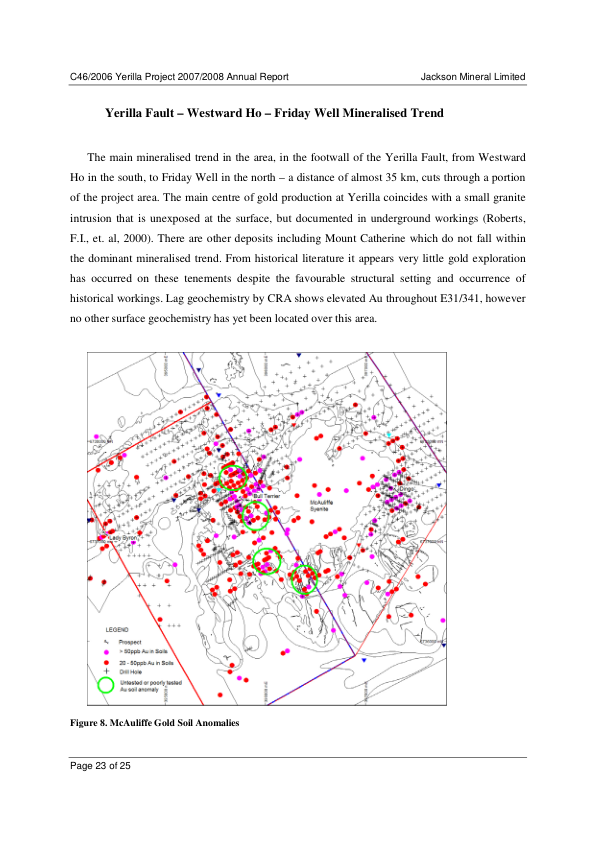 C46/2006 Yerilla Project 2007/2008 Annual Report Jackson Mineral Limited
Yerilla Fault – Westward Ho – Friday Well Mineralised Trend
The main mineralised trend in the area, in the footwall of the Yerilla Fault, from Westward
Ho in the south, to Friday Well in the north – a distance of almost 35 km, cuts through a portion
of the project area. The main centre of gold production at Yerilla coincides with a small granite
intrusion that is unexposed at the surface, but documented in underground workings (Roberts,
F.I., et. al, 2000). There are other deposits including Mount Catherine which do not fall within
the dominant mineralised trend. From historical literature it appears very little gold exploration
has occurred on these tenements despite the favourable structural setting and occurrence of
historical workings. Lag geochemistry by CRA shows elevated Au throughout E31/341, however
no other surface geochemistry has yet been located over this area.
Bull Terrier
McAuliffe
Syenite
Lady Byron
LEGEND
Prospect
> 50ppb Au in Soils
20 - 50ppb Au in Soils
Drill Hole
Untested or poorly tested
Au soil anomaly
Figure 8. McAuliffe Gold Soil Anomalies
Page 23 of 25